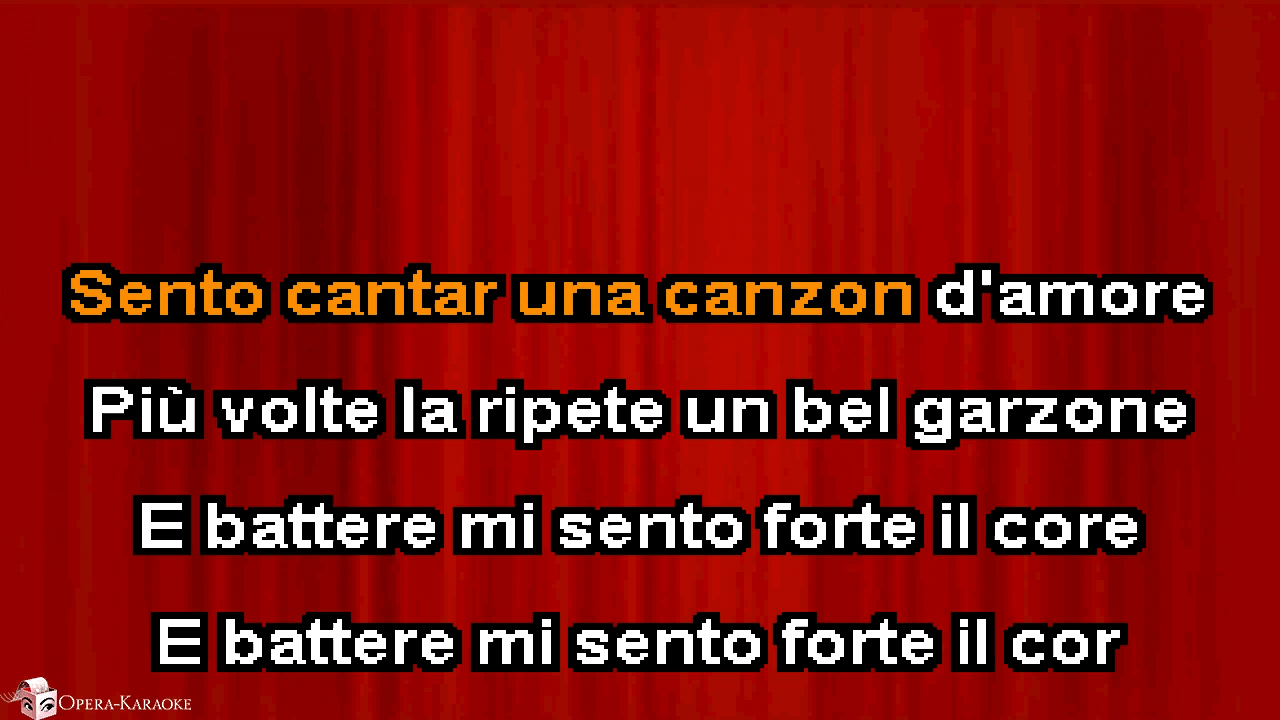 Sento cantar una canzon d'amore
Più volte la ripete un bel garzone
E battere mi sento forte il core
E battere mi sento forte il cor
OPERA-KARAOKE